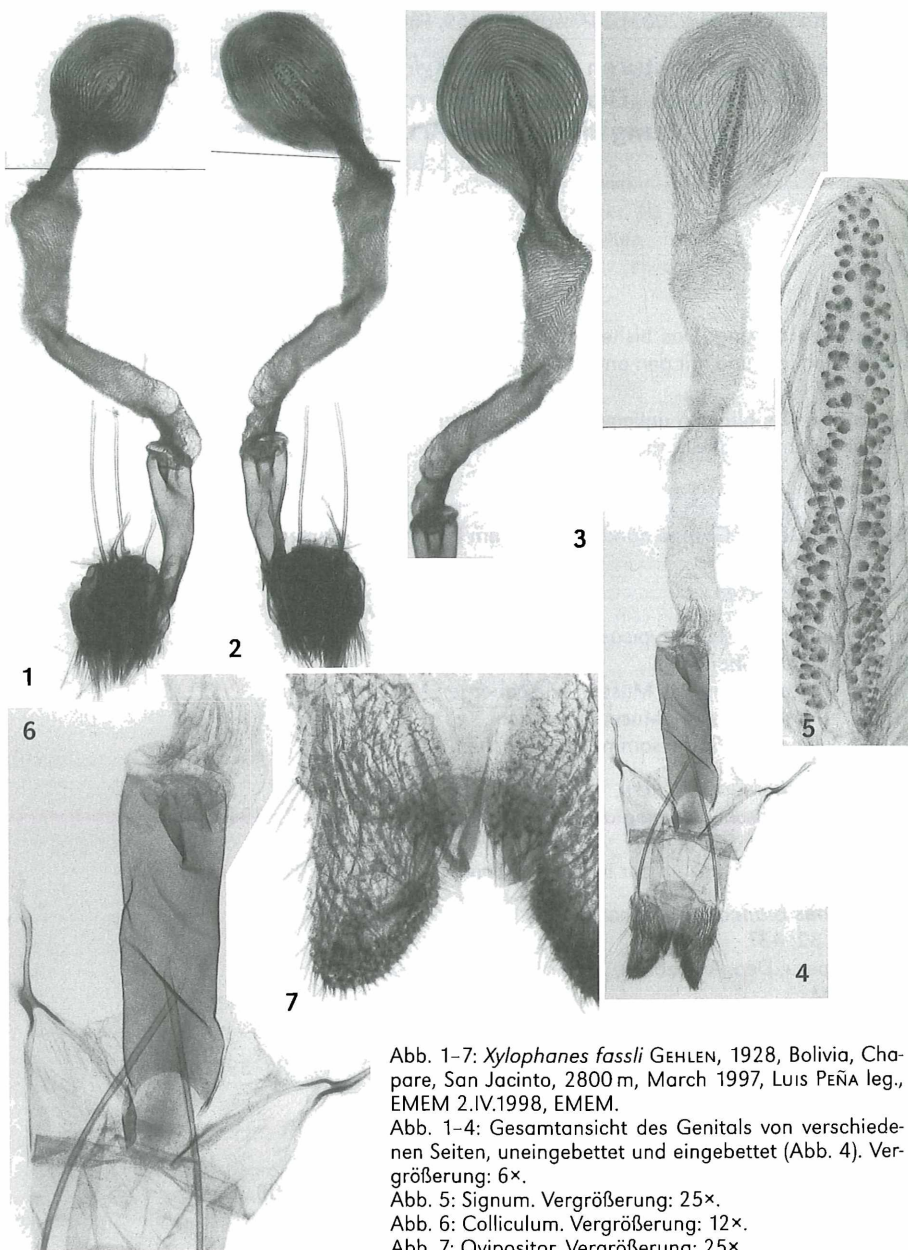 1
2
3
4
5
6
7
Abb. 1–7: Xylophanes fassli GEHLEN, 1928, Bolivia, Cha-
pare, San Jacinto, 2800 m, March 1997, LUIS PEÑA leg.,
EMEM 2.IV.1998, EMEM.
Abb. 1–4: Gesamtansicht des Genitals von verschiede-
nen Seiten, uneingebettet und eingebettet (Abb. 4). Ver-
größerung: 6×.
Abb. 5: Signum. Vergrößerung: 25×.
Abb. 6: Colliculum. Vergrößerung: 12×.
Abb. 7: Ovipositor. Vergrößerung: 25×.